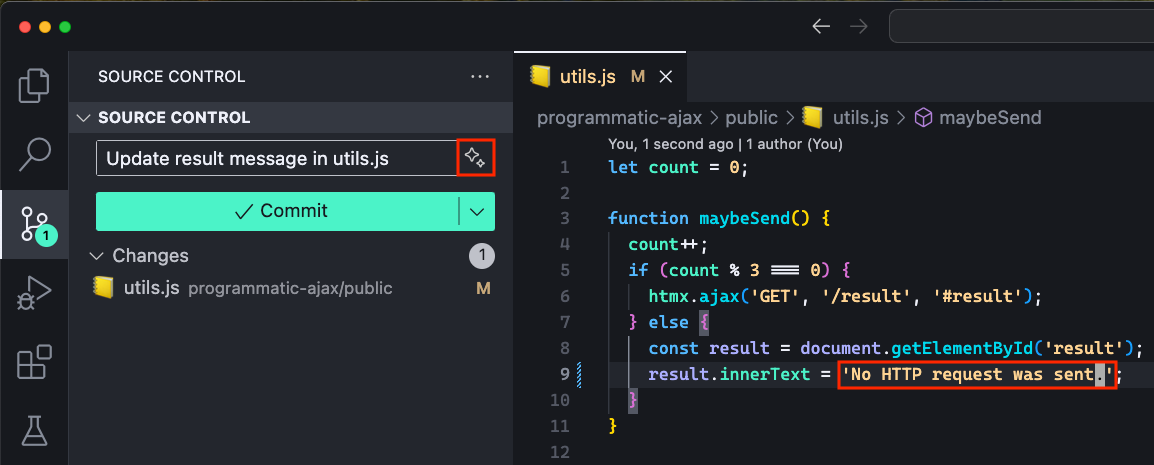 SOURCE CONTROL
SOURCE CONTROL
Update result message in utils.js
Commit
Changes 1
utils.js programmatic-ajax/public M
1
utils.js M
programmatic-ajax > public > utils.js > maybeSend
You, 1 second ago | 1 author (You)
1 let count = 0;
2
3 function maybeSend() {
4 count++;
5 if (count % 3 === 0) {
6 htmx.ajax('GET', '/result', '#result');
7 } else {
8 const result = document.getElementById('result');
9 result.innerText = 'No HTTP request was sent.';
10 }
11 }
12